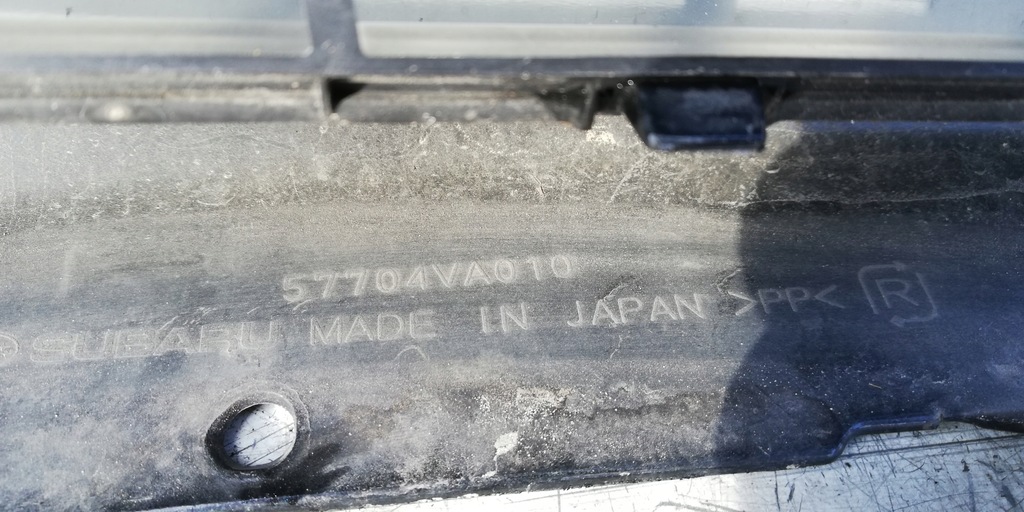 57704VA010
SUBARU MADE IN JAPAN >PP< R